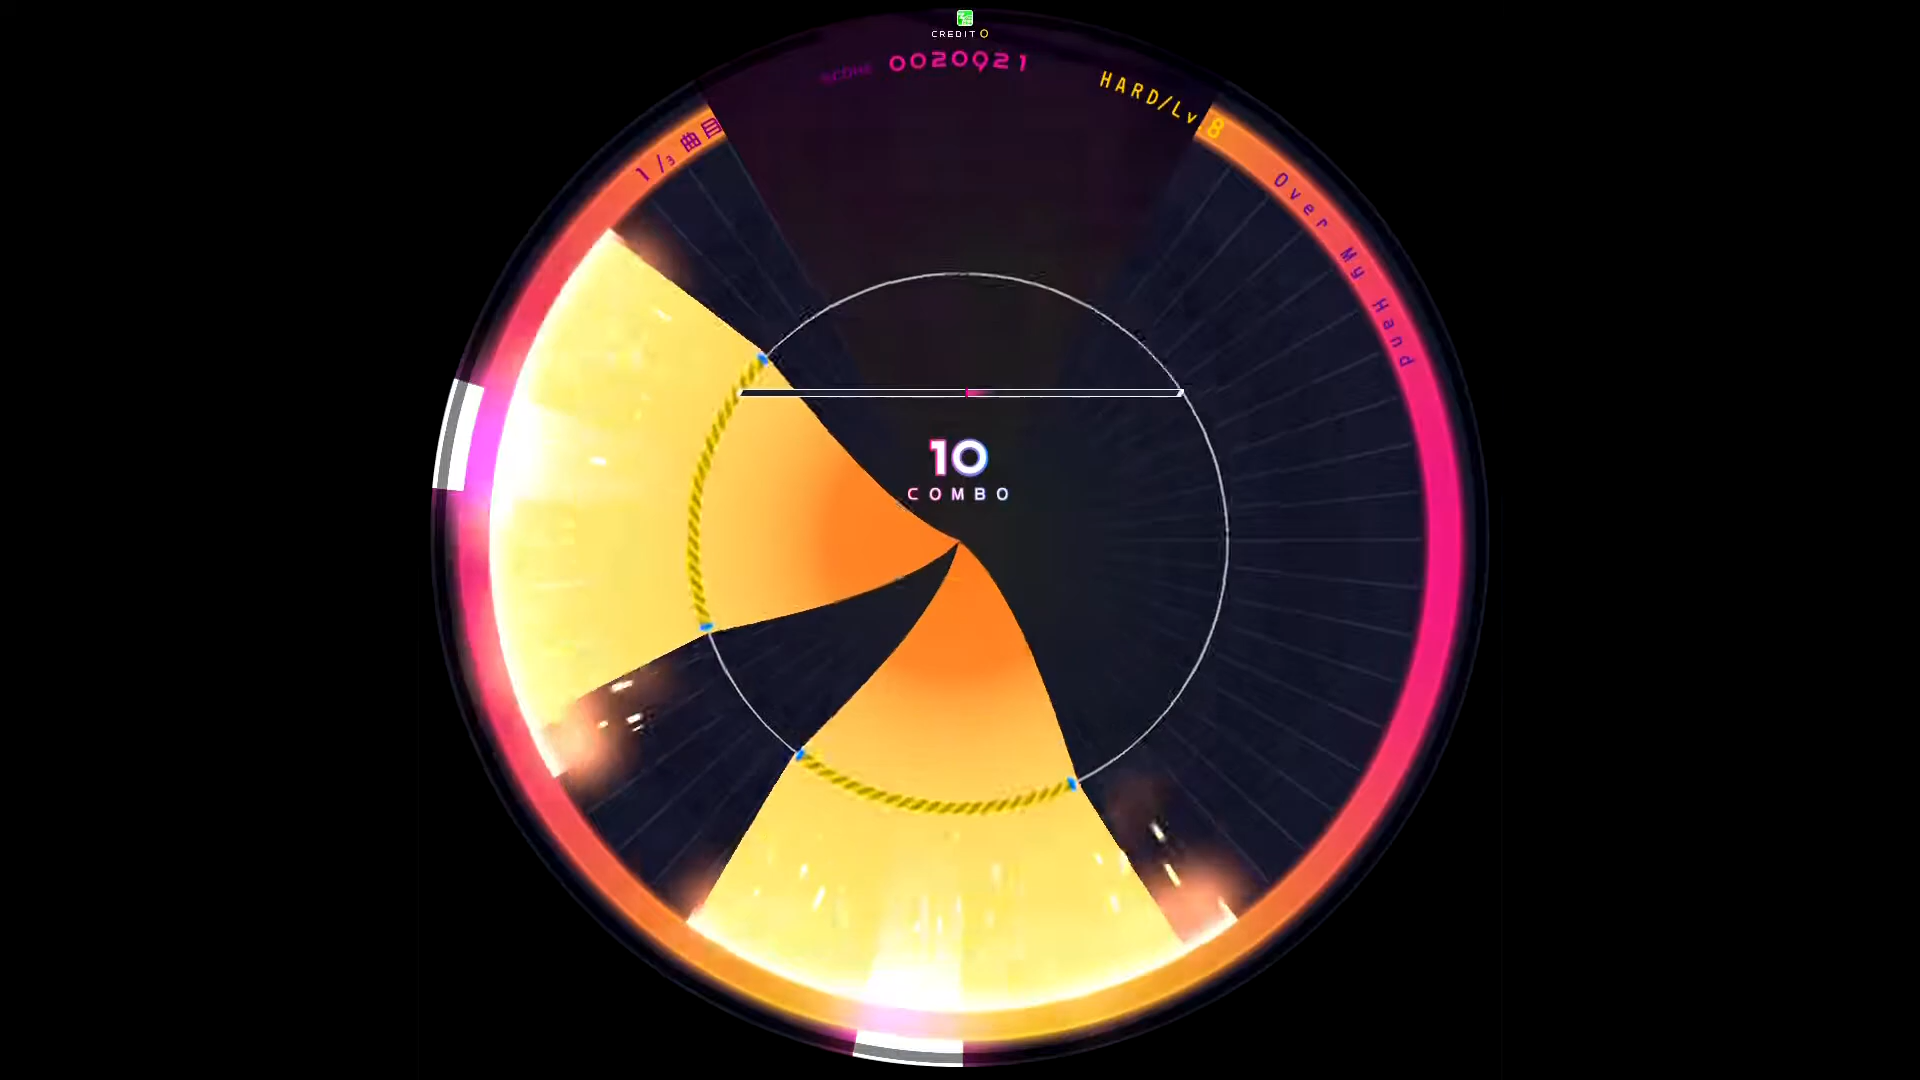 CREDIT 0
SCORE 0020921
HARD/Lv.8
1/3 曲目
Over My Hand
10
COMBO